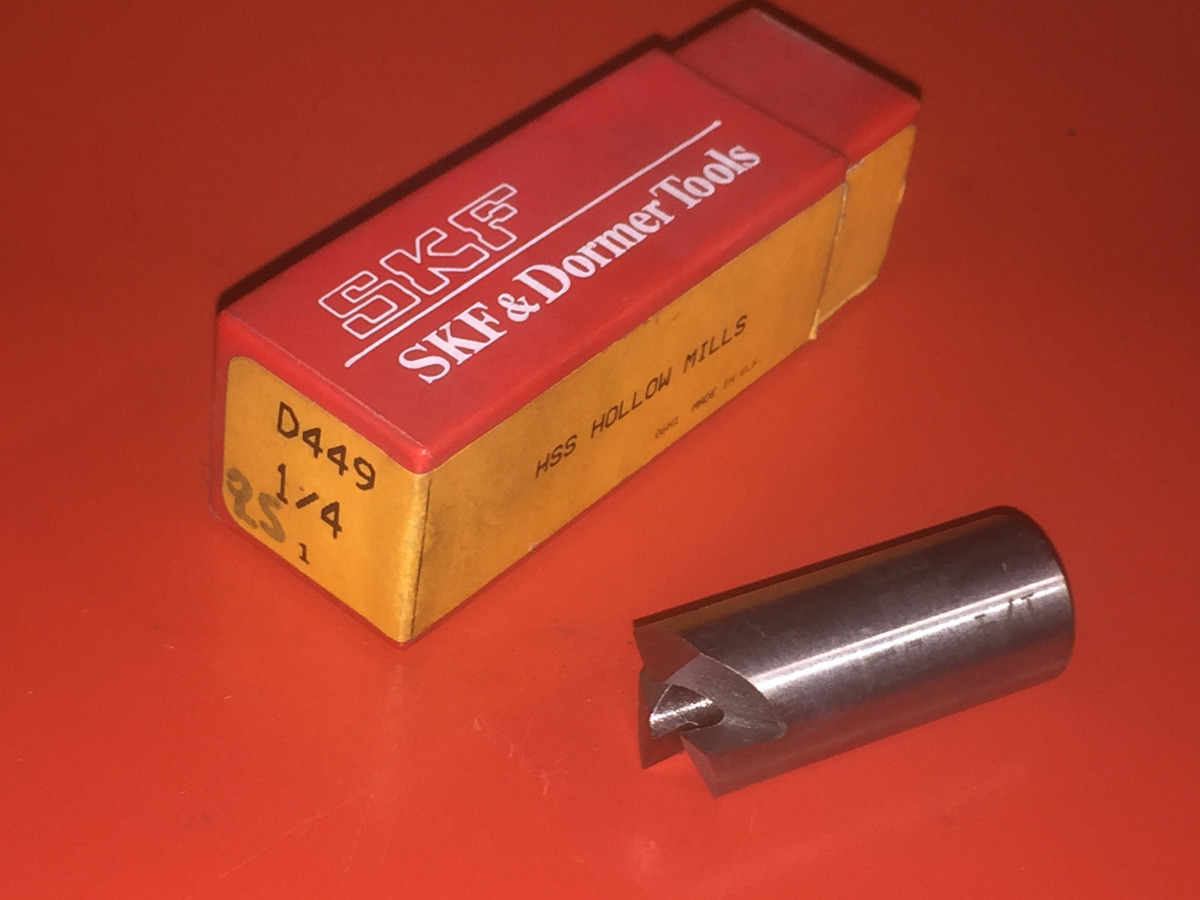 SKF
SKF & Dormer Tools
HSS HOLLOW MILLS
MADE IN
D449
1/4
25
1